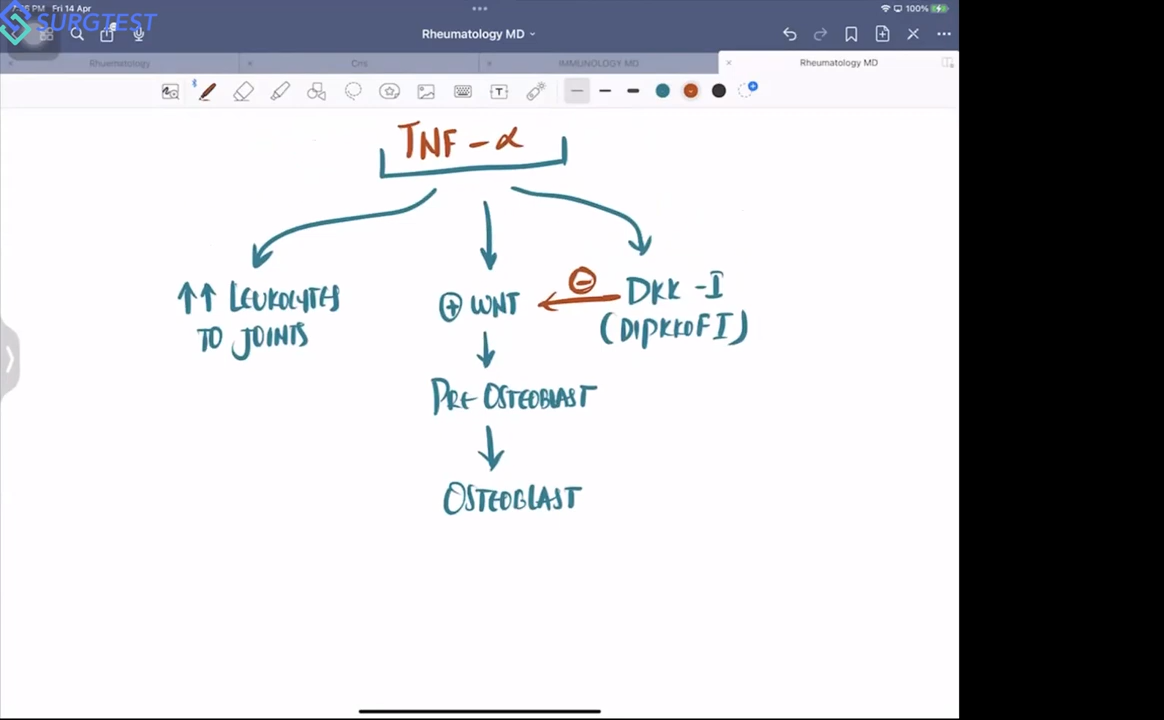 SURGTEST
Fri 14 Apr
100%
Rheumatology MD
Rhuematology
Cns
IMMUNOLOGY MD
Rheumatology MD
TNF - α
↑↑ LEUKOCYTES
TO JOINTS
⊕ WNT
⊖
DKK - I
(DIPKKOF I)
PRE-OSTEOBLAST
OSTEOBLAST